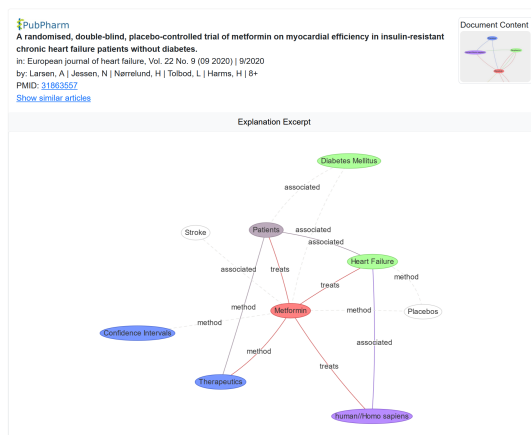 PubPharm
A randomised, double-blind, placebo-controlled trial of metformin on myocardial efficiency in insulin-resistant
chronic heart failure patients without diabetes.
in: European journal of heart failure, Vol. 22 No. 9 (09 2020) | 9/2020
by: Larsen, A | Jessen, N | Nørrelund, H | Tolbod, L | Harms, H | 8+
PMID: 31863557
Show similar articles
Document Content
Explanation Excerpt
Diabetes Mellitus
associated
Stroke
Patients
associated
associated
Heart Failure
associated
treats
method
treats
method
Metformin
method
Placebos
method
Confidence Intervals
associated
method
treats
Therapeutics
human//Homo sapiens